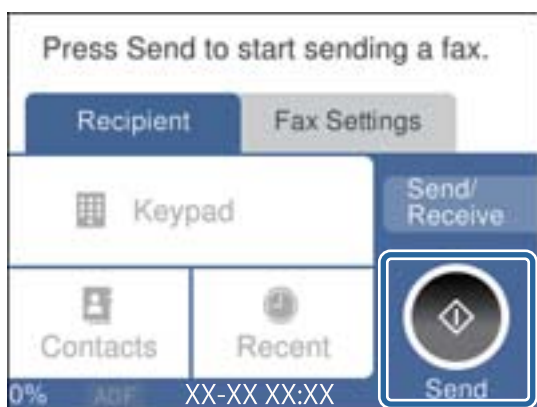 Press Send to start sending a fax.
Recipient
Fax Settings
Keypad
Send/
Receive
Contacts
Recent
0%
ADF
XX-XX XX:XX
Send